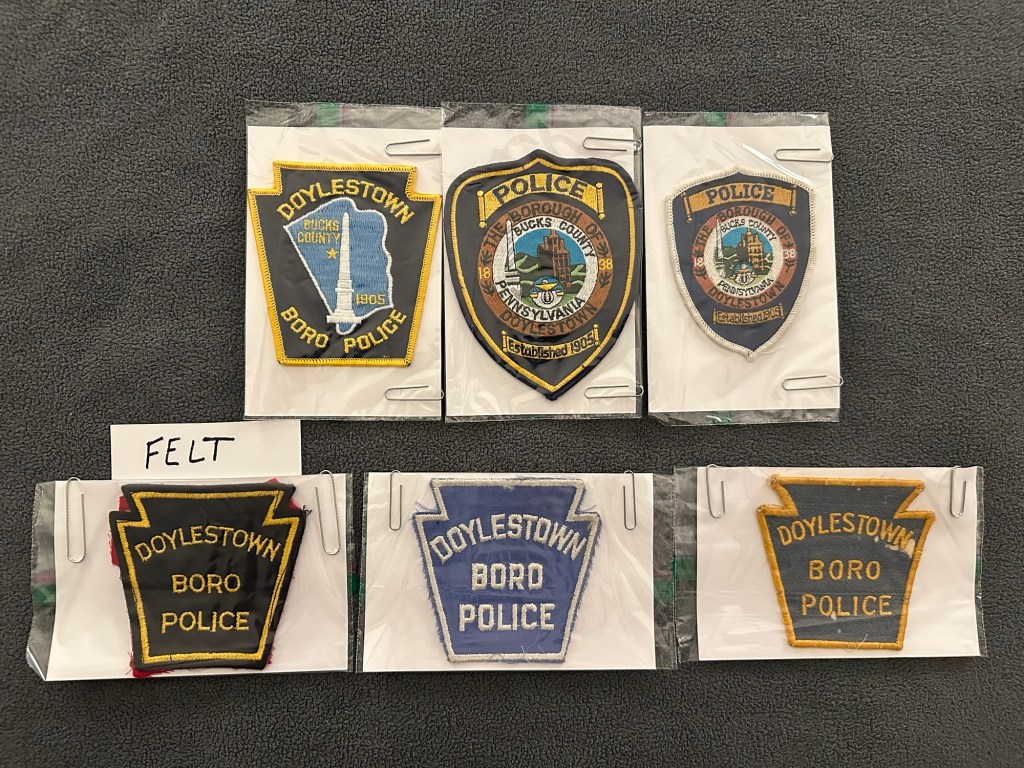 DOYLESTOWN
BUCKS
COUNTY
1905
BORO POLICE
POLICE
THE BOROUGH OF
BUCKS COUNTY
18 38
PENNSYLVANIA
DOYLESTOWN
Established 1905
POLICE
THE BOROUGH OF
BUCKS COUNTY
18 38
PENNSYLVANIA
DOYLESTOWN
Established 1905
FELT
DOYLESTOWN
BORO
POLICE
DOYLESTOWN
BORO
POLICE
DOYLESTOWN
BORO
POLICE